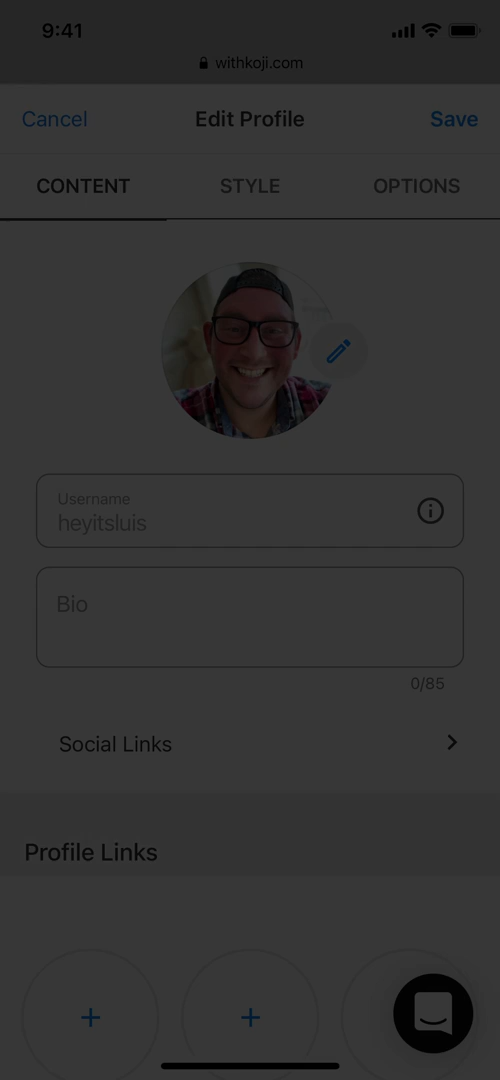 9:41
withkoji.com
Cancel Edit Profile Save
CONTENT STYLE OPTIONS
Username
heyitsluis
Bio
0/85
Social Links
Profile Links